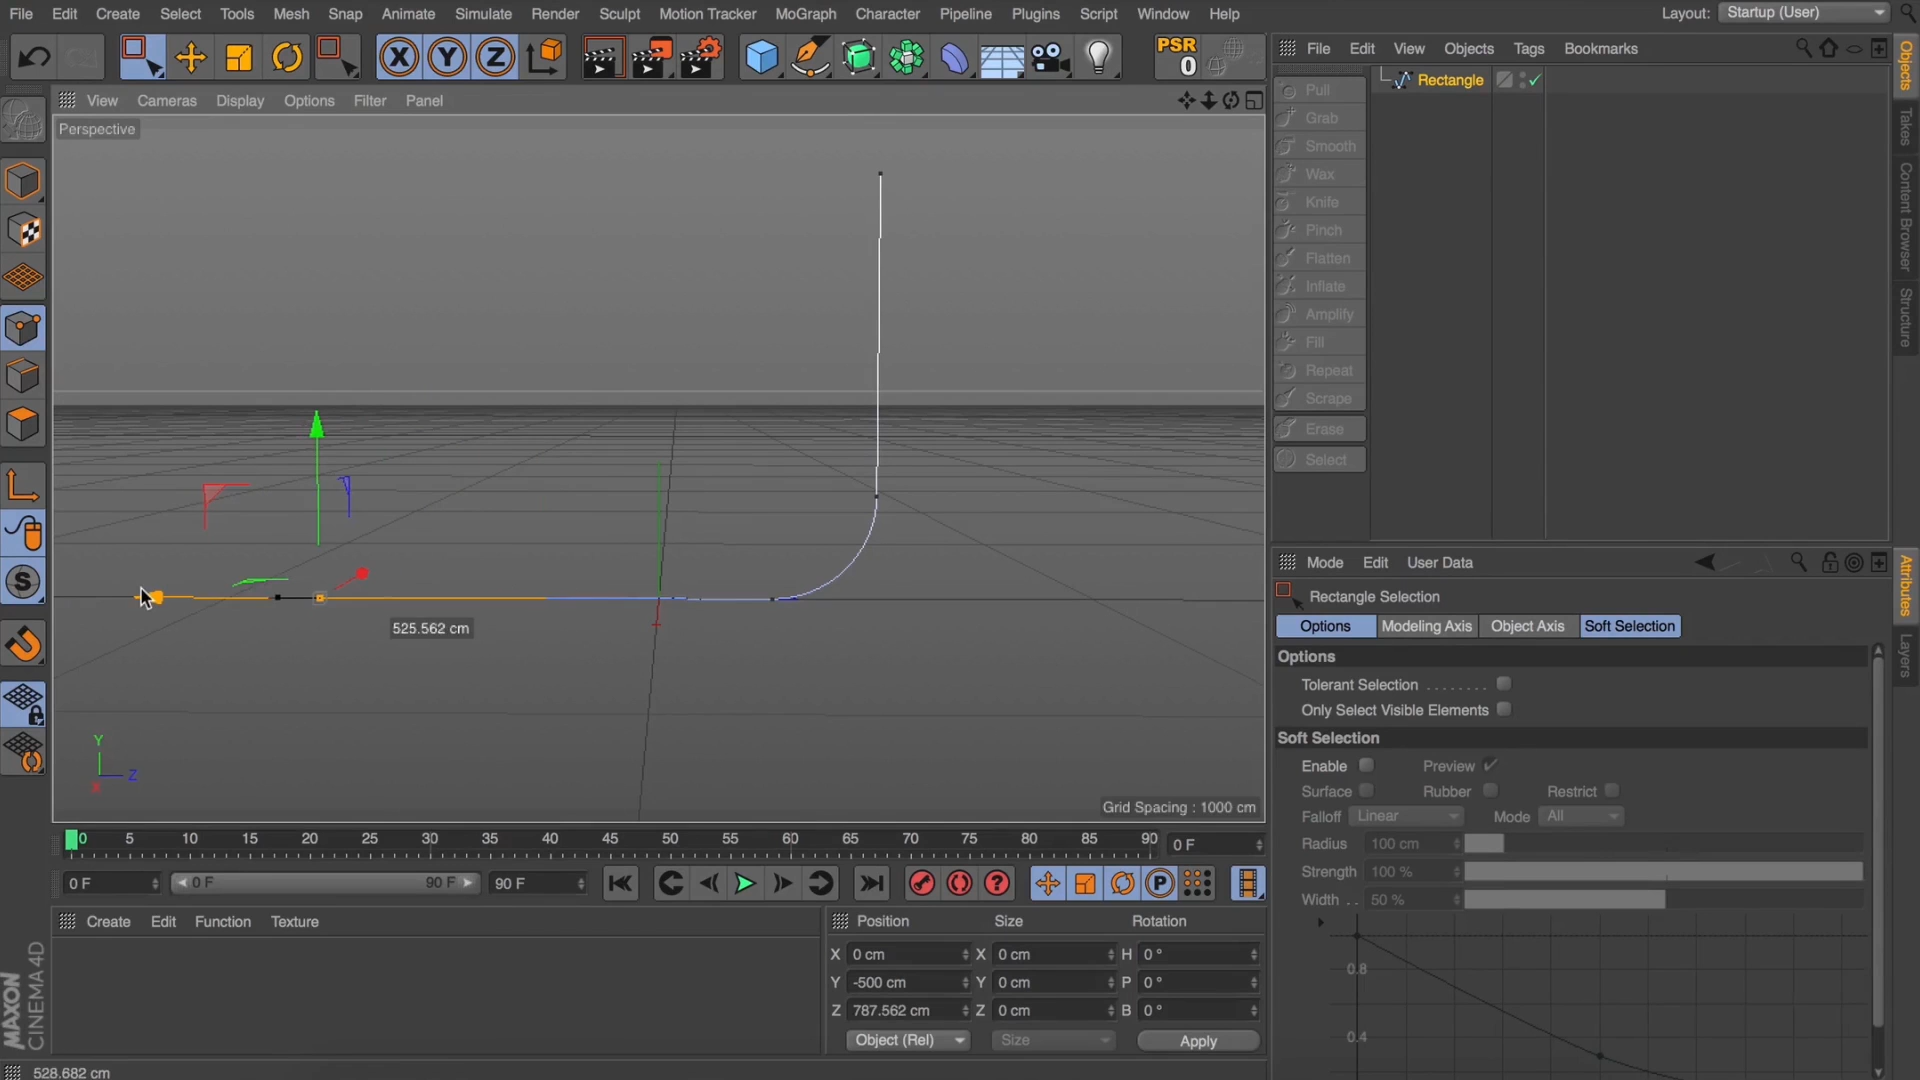 File Edit Create Select Tools Mesh Snap Animate Simulate Render Sculpt Motion Tracker MoGraph Character Pipeline Plugins Script Window Help
Layout: Startup (User)
X Y Z
PSR
0
File Edit View Objects Tags Bookmarks
Rectangle
View Cameras Display Options Filter Panel
Perspective
Pull
Grab
Smooth
Wax
Knife
Pinch
Flatten
Inflate
Amplify
Fill
Repeat
Scrape
Erase
Select
Objects
Takes
Content Browser
Structure
525.562 cm
Y
Z
X
Grid Spacing : 1000 cm
S
Mode Edit User Data
Rectangle Selection
Options Modeling Axis Object Axis Soft Selection
Options
Tolerant Selection . . . . . . . .
Only Select Visible Elements
Soft Selection
Enable Preview
Surface Rubber Restrict
Falloff Linear Mode All
Radius 100 cm
Strength 100 %
Width . . 50 %
0.8
0.4
Attributes
Layers
0 5 10 15 20 25 30 35 40 45 50 55 60 65 70 75 80 85 90
0 F
0 F 0 F 90 F 90 F
P
Create Edit Function Texture
Position Size Rotation
X 0 cm X 0 cm H 0 °
Y -500 cm Y 0 cm P 0 °
Z 787.562 cm Z 0 cm B 0 °
Object (Rel) Size Apply
MAXON
CINEMA 4D
528.682 cm